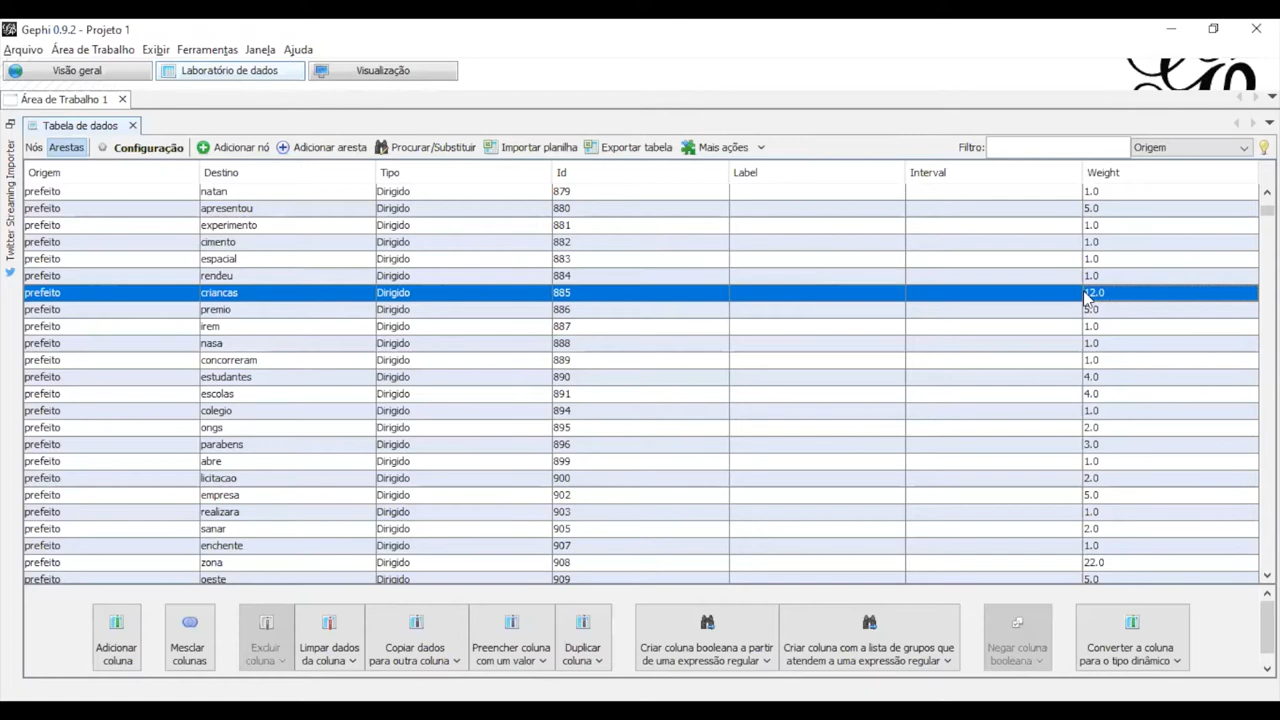 Gephi 0.9.2 - Projeto 1
Arquivo Área de Trabalho Exibir Ferramentas Janela Ajuda
Visão geral Laboratório de dados Visualização
Área de Trabalho 1
Tabela de dados
Nós Arestas Configuração Adicionar nó Adicionar aresta Procurar/Substituir Importar planilha Exportar tabela Mais ações Filtro: Origem
Twitter Streaming Importer
Origem Destino Tipo Id Label Interval Weight
prefeito natan Dirigido 879 1.0
prefeito apresentou Dirigido 880 5.0
prefeito experimento Dirigido 881 1.0
prefeito cimento Dirigido 882 1.0
prefeito espacial Dirigido 883 1.0
prefeito rendeu Dirigido 884 1.0
prefeito criancas Dirigido 885 12.0
prefeito premio Dirigido 886 5.0
prefeito irem Dirigido 887 1.0
prefeito nasa Dirigido 888 1.0
prefeito concorreram Dirigido 889 1.0
prefeito estudantes Dirigido 890 4.0
prefeito escolas Dirigido 891 4.0
prefeito colegio Dirigido 894 1.0
prefeito ongs Dirigido 895 2.0
prefeito parabens Dirigido 896 3.0
prefeito abre Dirigido 899 1.0
prefeito licitacao Dirigido 900 2.0
prefeito empresa Dirigido 902 5.0
prefeito realizara Dirigido 903 1.0
prefeito sanar Dirigido 905 2.0
prefeito enchente Dirigido 907 1.0
prefeito zona Dirigido 908 22.0
prefeito oeste Dirigido 909 5.0
Adicionar
coluna
Mesclar
colunas
Excluir
coluna
Limpar dados
da coluna
Copiar dados
para outra coluna
Preencher coluna
com um valor
Duplicar
coluna
Criar coluna booleana a partir
de uma expressão regular
Criar coluna com a lista de grupos que
atendem a uma expressão regular
Negar coluna
booleana
Converter a coluna
para o tipo dinâmico